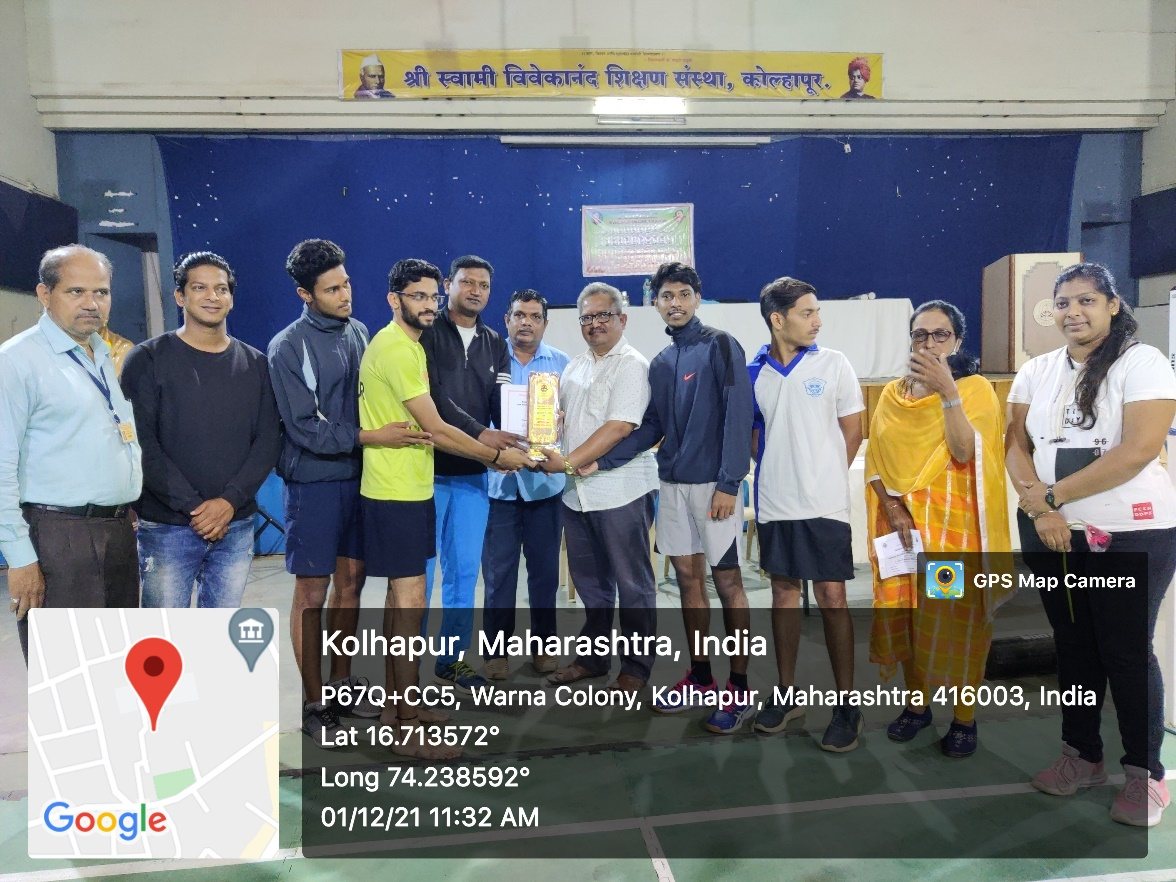 श्री स्वामी विवेकानंद शिक्षण संस्था, कोल्हापूर.
GPS Map Camera
Kolhapur, Maharashtra, India
P67Q+CC5, Warna Colony, Kolhapur, Maharashtra 416003, India
Lat 16.713572°
Long 74.238592°
01/12/21 11:32 AM
Google